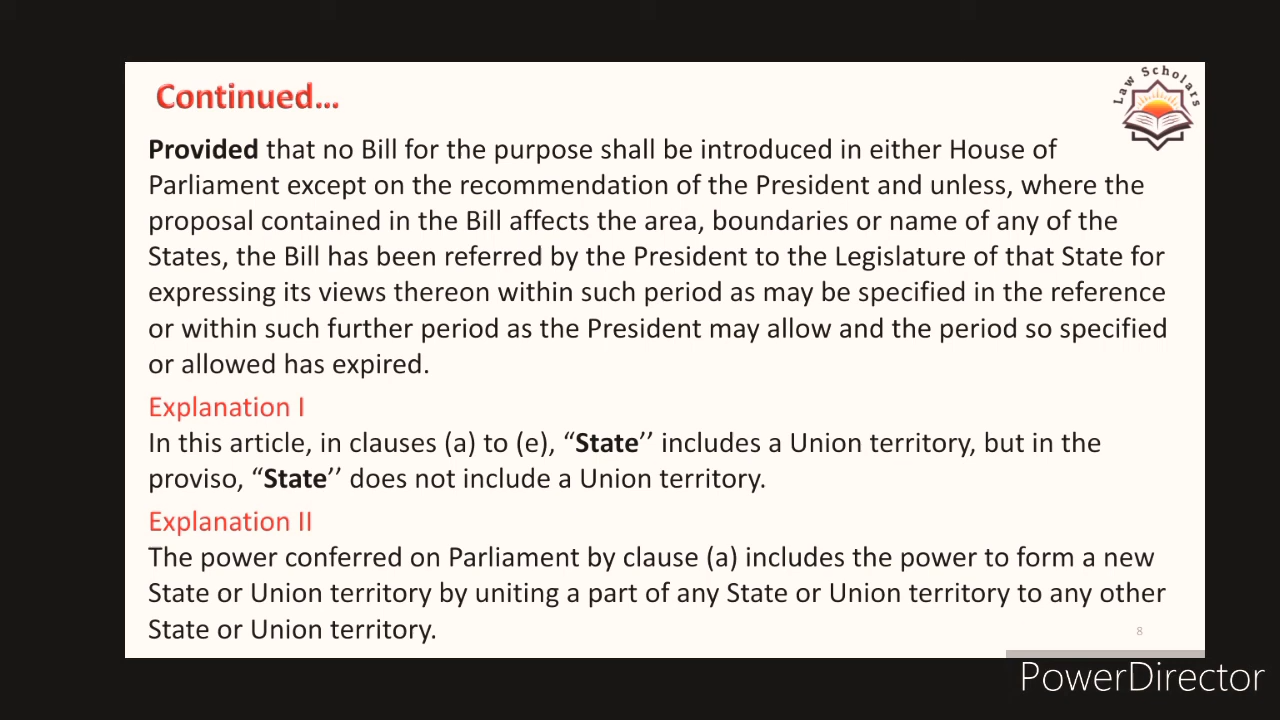 Continued...
Law Scholars
Provided that no Bill for the purpose shall be introduced in either House of
Parliament except on the recommendation of the President and unless, where the
proposal contained in the Bill affects the area, boundaries or name of any of the
States, the Bill has been referred by the President to the Legislature of that State for
expressing its views thereon within such period as may be specified in the reference
or within such further period as the President may allow and the period so specified
or allowed has expired.
Explanation I
In this article, in clauses (a) to (e), “State’’ includes a Union territory, but in the
proviso, “State’’ does not include a Union territory.
Explanation II
The power conferred on Parliament by clause (a) includes the power to form a new
State or Union territory by uniting a part of any State or Union territory to any other
State or Union territory.
8
PowerDirector